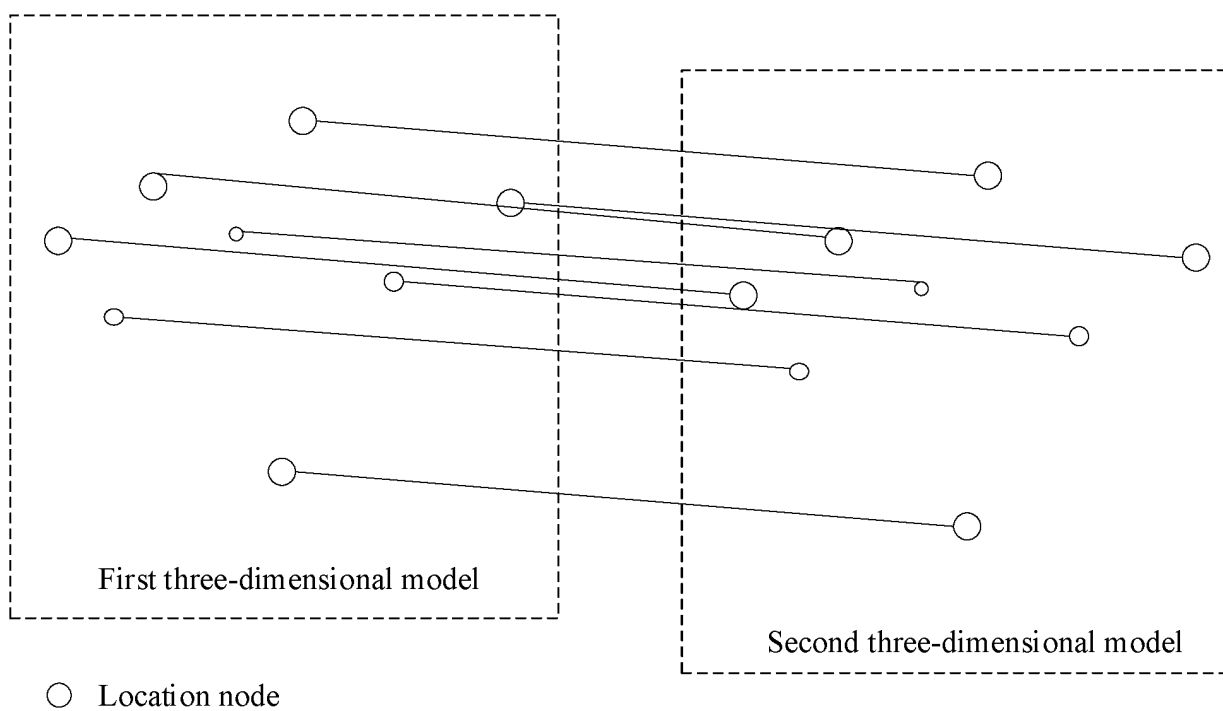 First three-dimensional model
Second three-dimensional model
Location node